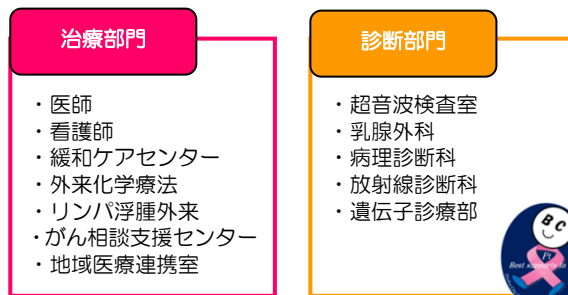 治療部門
・医師
・看護師
・緩和ケアセンター
・外来化学療法
・リンパ浮腫外来
・がん相談支援センター
・地域医療連携室
診断部門
・超音波検査室
・乳腺外科
・病理診断科
・放射線診断科
・遺伝子診療部
B C
Pt
Best supports to